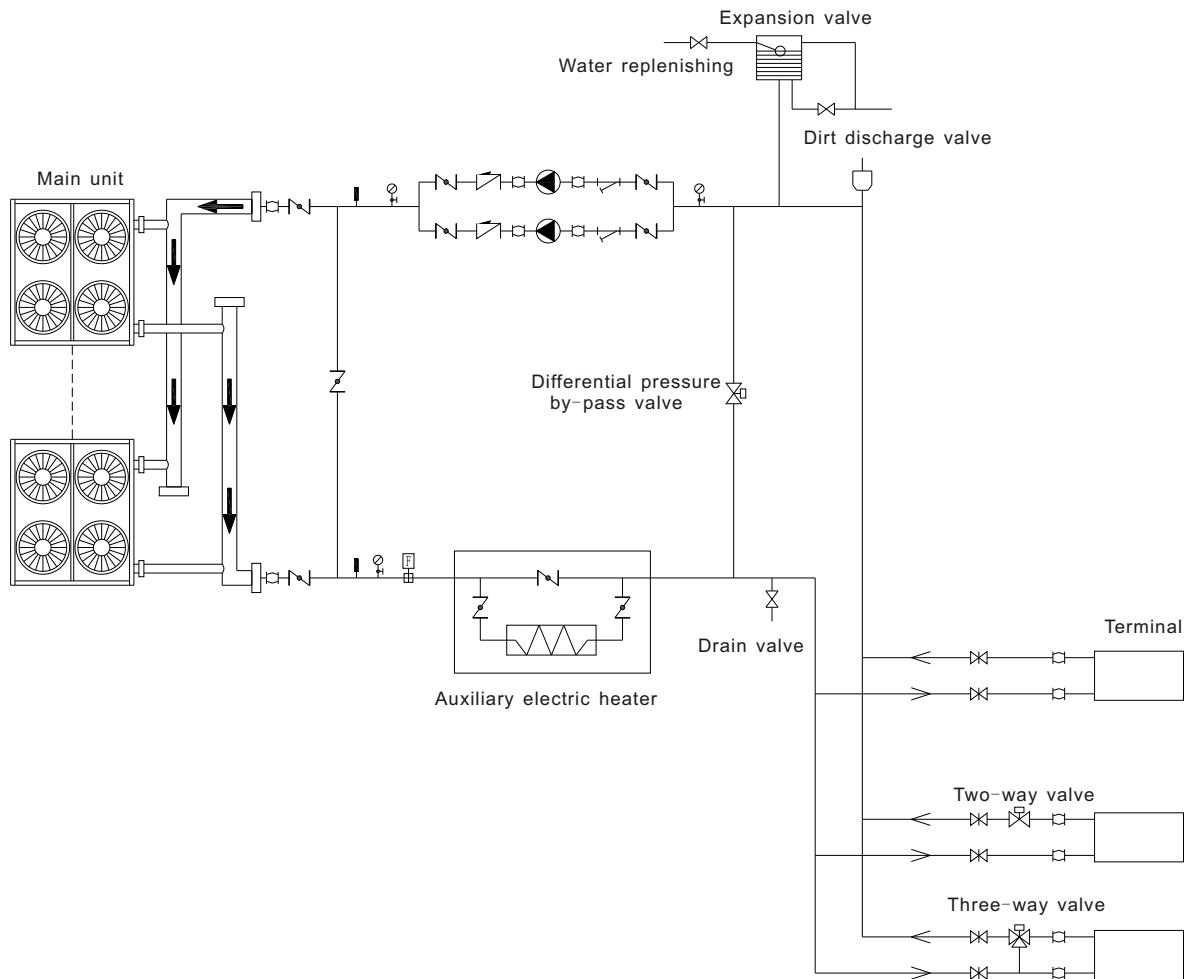 Expansion valve
Water replenishing
Dirt discharge valve
Main unit
Differential pressure
by-pass valve
F
Terminal
Drain valve
Auxiliary electric heater
Two-way valve
Three-way valve